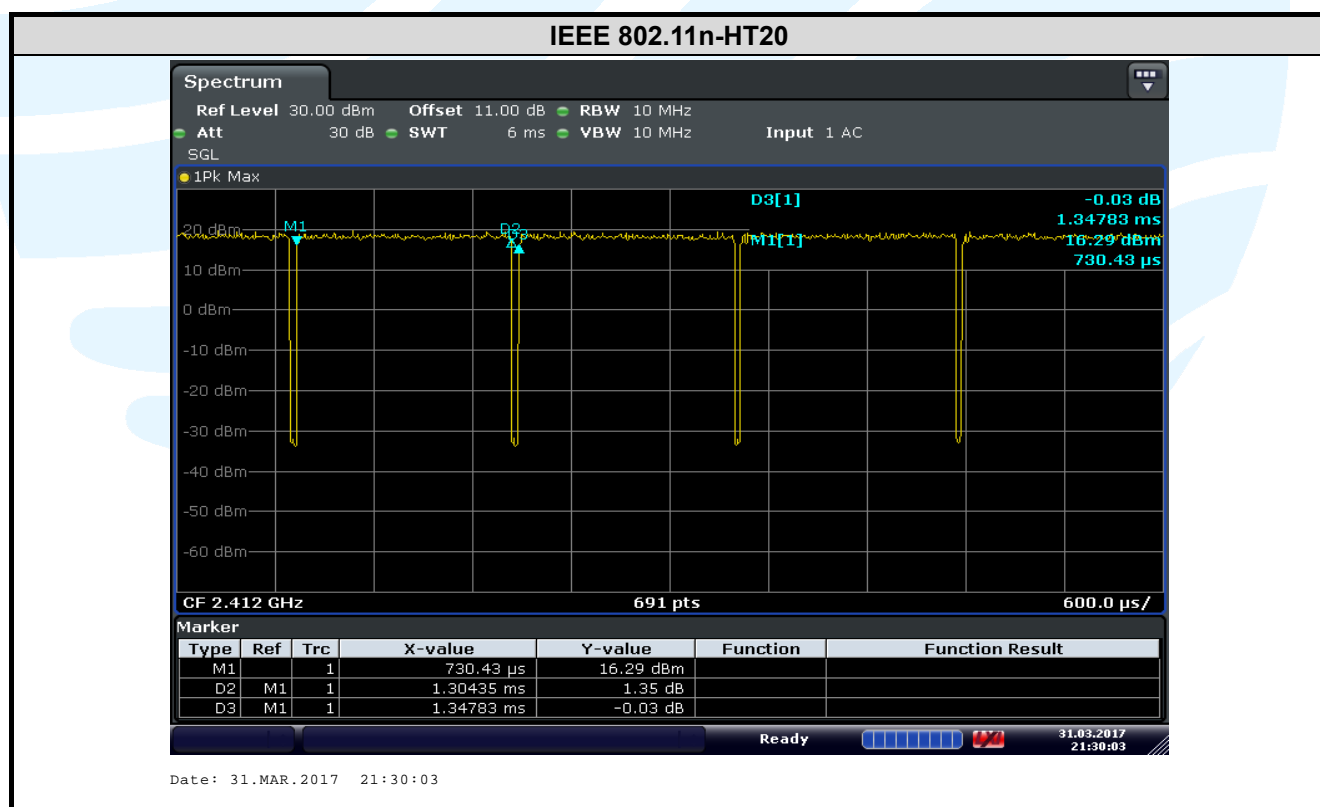 IEEE 802.11n-HT20
Spectrum
Ref Level 30.00 dBm Offset 11.00 dB RBW 10 MHz
Att 30 dB SWT 6 ms VBW 10 MHz Input 1 AC
SGL
1Pk Max
D3[1] -0.03 dB
1.34783 ms
M1[1] 16.29 dBm
730.43 µs
M1
D2
20 dBm
10 dBm
0 dBm
-10 dBm
-20 dBm
-30 dBm
-40 dBm
-50 dBm
-60 dBm
CF 2.412 GHz 691 pts 600.0 µs/
Marker
Type Ref Trc X-value Y-value Function Function Result
M1 1 730.43 µs 16.29 dBm
D2 M1 1 1.30435 ms 1.35 dB
D3 M1 1 1.34783 ms -0.03 dB
Ready 31.03.2017
21:30:03
Date: 31.MAR.2017 21:30:03